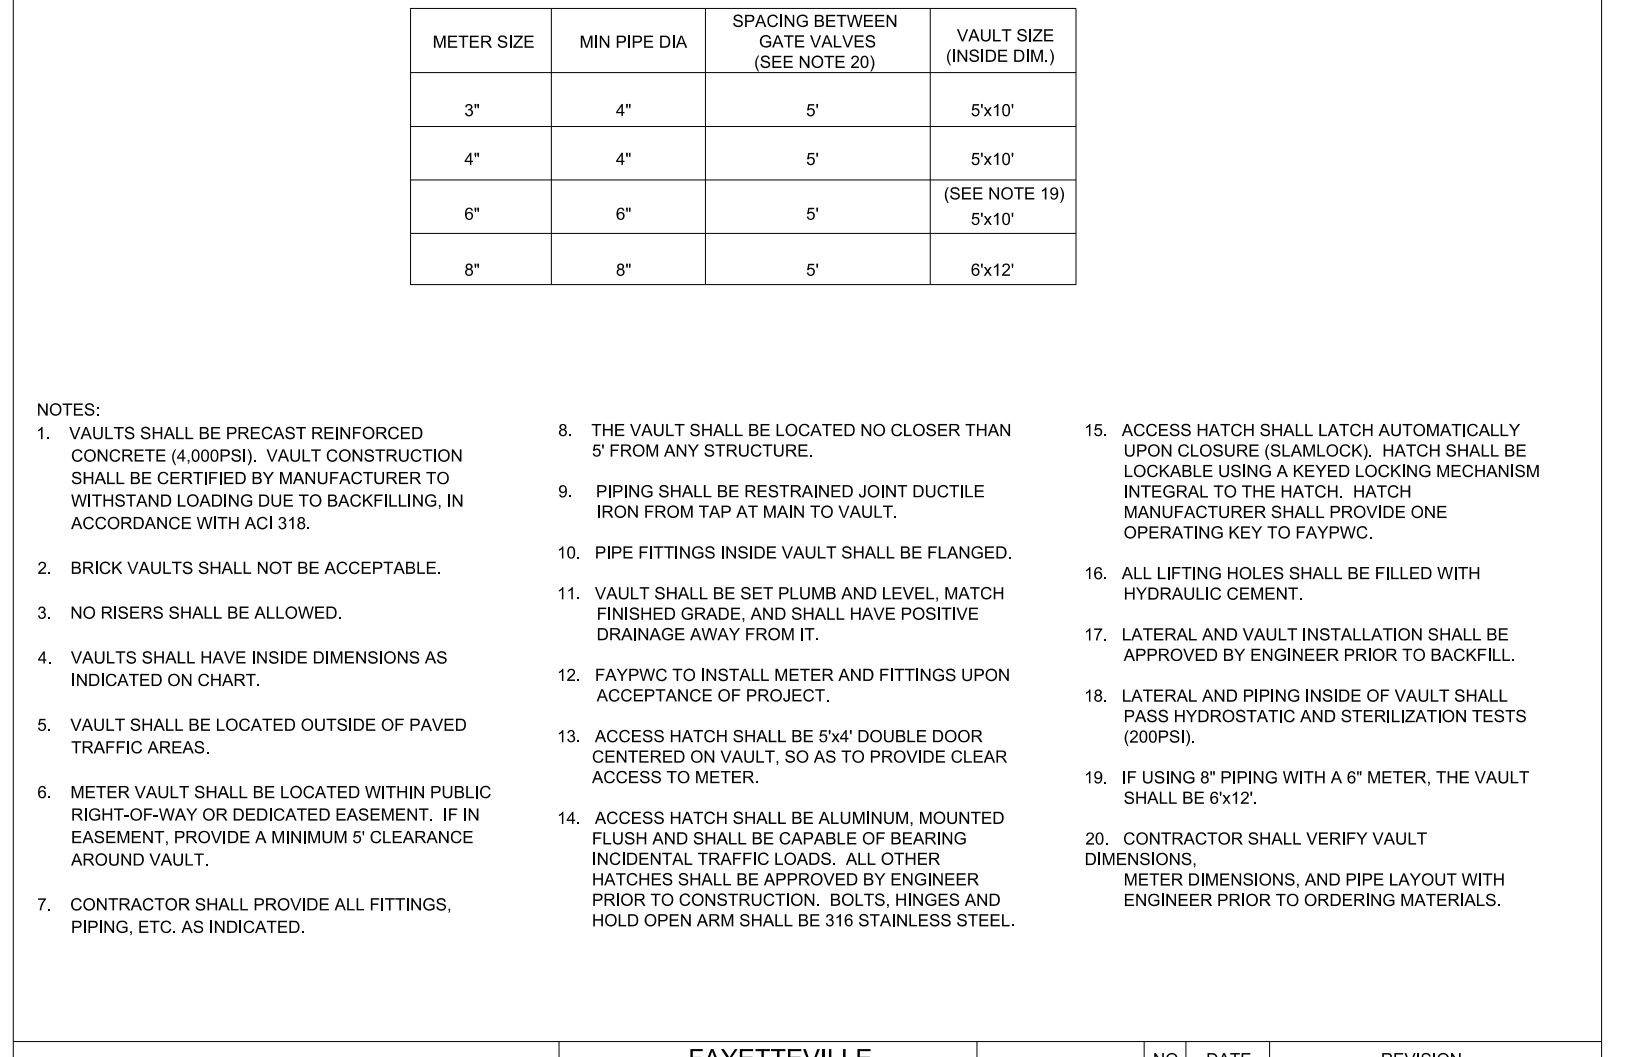 METER SIZE
MIN PIPE DIA
SPACING BETWEEN
GATE VALVES
(SEE NOTE 20)
VAULT SIZE
(INSIDE DIM.)
3" 4" 5' 5'x10'
4" 4" 5' 5'x10'
(SEE NOTE 19)
6" 6" 5' 5'x10'
8" 8" 5' 6'x12'
NOTES:
1. VAULTS SHALL BE PRECAST REINFORCED
CONCRETE (4,000PSI). VAULT CONSTRUCTION
SHALL BE CERTIFIED BY MANUFACTURER TO
WITHSTAND LOADING DUE TO BACKFILLING, IN
ACCORDANCE WITH ACI 318.
2. BRICK VAULTS SHALL NOT BE ACCEPTABLE.
3. NO RISERS SHALL BE ALLOWED.
4. VAULTS SHALL HAVE INSIDE DIMENSIONS AS
INDICATED ON CHART.
5. VAULT SHALL BE LOCATED OUTSIDE OF PAVED
TRAFFIC AREAS.
6. METER VAULT SHALL BE LOCATED WITHIN PUBLIC
RIGHT-OF-WAY OR DEDICATED EASEMENT. IF IN
EASEMENT, PROVIDE A MINIMUM 5' CLEARANCE
AROUND VAULT.
7. CONTRACTOR SHALL PROVIDE ALL FITTINGS,
PIPING, ETC. AS INDICATED.
8. THE VAULT SHALL BE LOCATED NO CLOSER THAN
5' FROM ANY STRUCTURE.
9. PIPING SHALL BE RESTRAINED JOINT DUCTILE
IRON FROM TAP AT MAIN TO VAULT.
10. PIPE FITTINGS INSIDE VAULT SHALL BE FLANGED.
11. VAULT SHALL BE SET PLUMB AND LEVEL, MATCH
FINISHED GRADE, AND SHALL HAVE POSITIVE
DRAINAGE AWAY FROM IT.
12. FAYPWC TO INSTALL METER AND FITTINGS UPON
ACCEPTANCE OF PROJECT.
13. ACCESS HATCH SHALL BE 5'x4' DOUBLE DOOR
CENTERED ON VAULT, SO AS TO PROVIDE CLEAR
ACCESS TO METER.
14. ACCESS HATCH SHALL BE ALUMINUM, MOUNTED
FLUSH AND SHALL BE CAPABLE OF BEARING
INCIDENTAL TRAFFIC LOADS. ALL OTHER
HATCHES SHALL BE APPROVED BY ENGINEER
PRIOR TO CONSTRUCTION. BOLTS, HINGES AND
HOLD OPEN ARM SHALL BE 316 STAINLESS STEEL.
15. ACCESS HATCH SHALL LATCH AUTOMATICALLY
UPON CLOSURE (SLAMLOCK). HATCH SHALL BE
LOCKABLE USING A KEYED LOCKING MECHANISM
INTEGRAL TO THE HATCH. HATCH
MANUFACTURER SHALL PROVIDE ONE
OPERATING KEY TO FAYPWC.
16. ALL LIFTING HOLES SHALL BE FILLED WITH
HYDRAULIC CEMENT.
17. LATERAL AND VAULT INSTALLATION SHALL BE
APPROVED BY ENGINEER PRIOR TO BACKFILL.
18. LATERAL AND PIPING INSIDE OF VAULT SHALL
PASS HYDROSTATIC AND STERILIZATION TESTS
(200PSI).
19. IF USING 8" PIPING WITH A 6" METER, THE VAULT
SHALL BE 6'x12'.
20. CONTRACTOR SHALL VERIFY VAULT
DIMENSIONS,
METER DIMENSIONS, AND PIPE LAYOUT WITH
ENGINEER PRIOR TO ORDERING MATERIALS.
FAYETTEVILLE
NO DATE REVISION